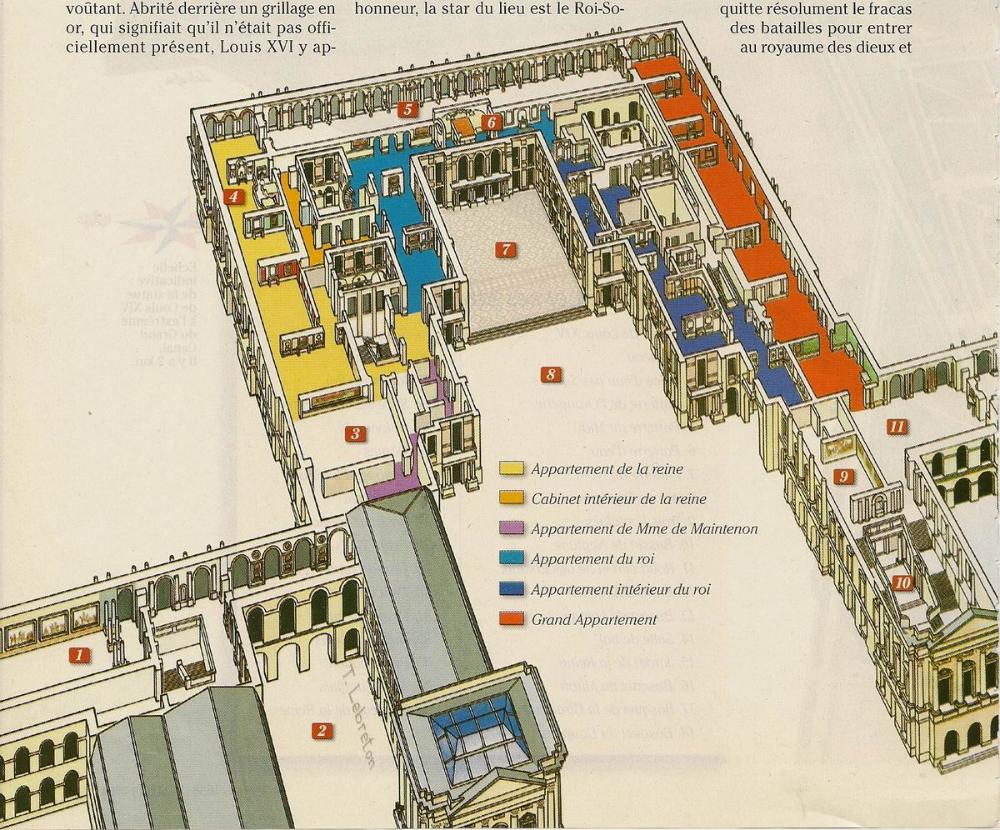 voûtant. Abrité derrière un grillage en
or, qui signifiait qu'il n'était pas offi-
ciellement présent, Louis XVI y ap-
honneur, la star du lieu est le Roi-So-
quitte résolument le fracas
des batailles pour entrer
au royaume des dieux et
5
6
4
7
8
3
11
9
10
1
2
Appartement de la reine
Cabinet intérieur de la reine
Appartement de Mme de Maintenon
Appartement du roi
Appartement intérieur du roi
Grand Appartement
T. Lebreton
Echelle
indicative
de la statue
de Louis XIV
à l'extrémité
du Grand
Canal.
Il y a 2 km.